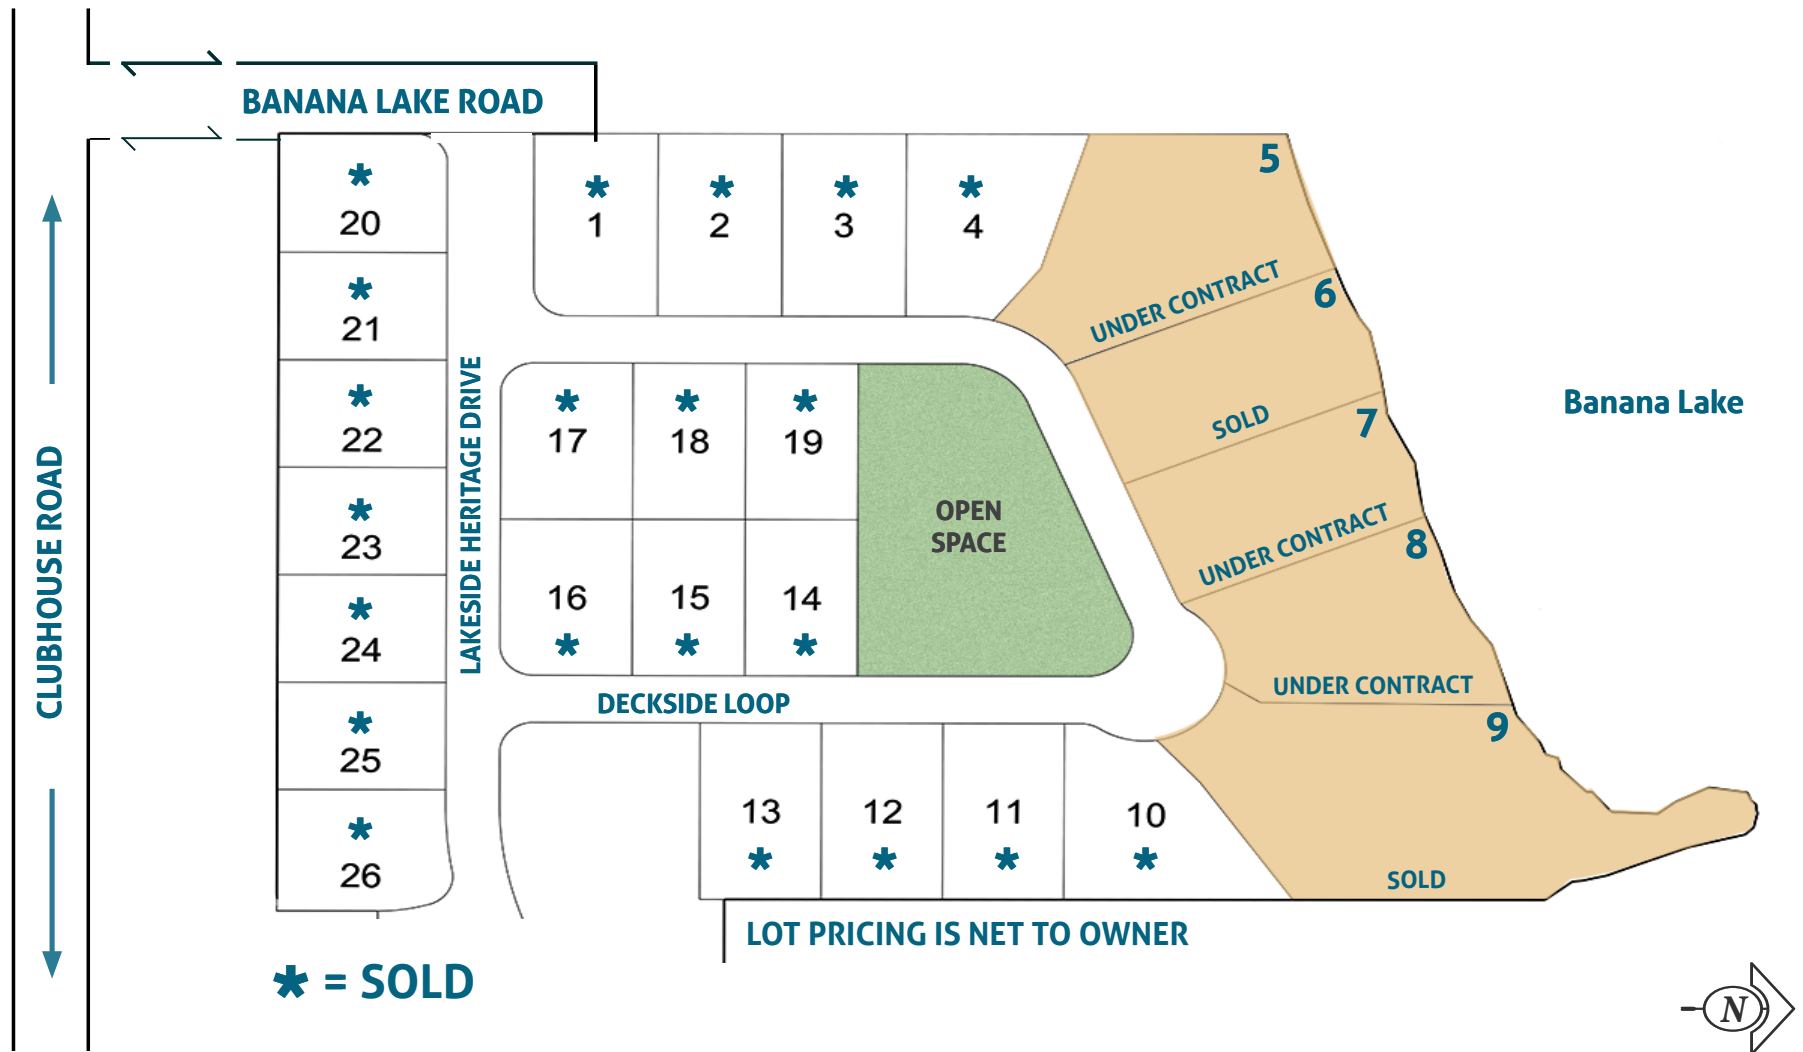 BANANA LAKE ROAD
* 20
* 21
* 22
* 23
* 24
* 25
* 26
* 1
* 2
* 3
* 4
5
UNDER CONTRACT
6
SOLD
7
UNDER CONTRACT
8
UNDER CONTRACT
9
SOLD
Banana Lake
CLUBHOUSE ROAD
LAKESIDE HERITAGE DRIVE
* 17
* 18
* 19
16 *
15 *
14 *
OPEN
SPACE
DECKSIDE LOOP
13 *
12 *
11 *
10 *
LOT PRICING IS NET TO OWNER
* = SOLD
N